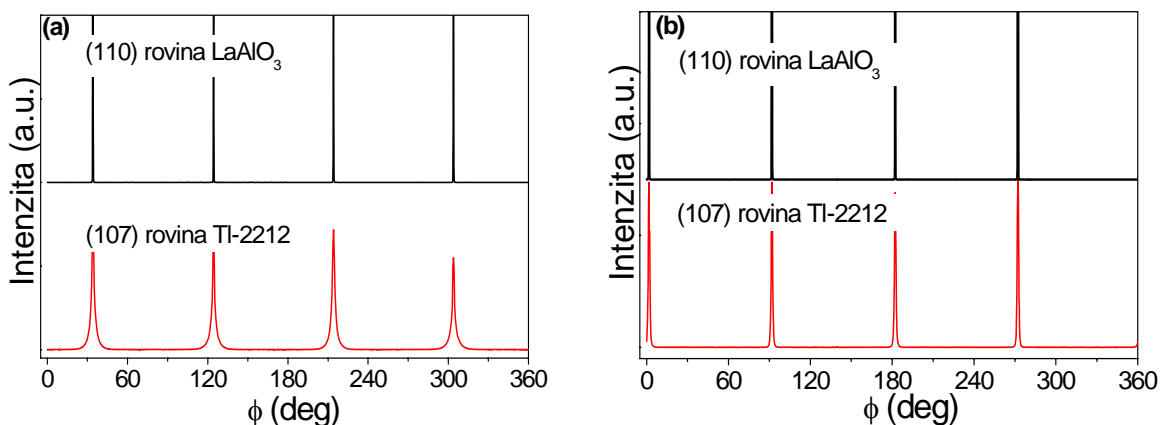 (a)
(110) rovina LaAlO₃
(107) rovina Tl-2212
Intenzita (a.u.)
0 60 120 180 240 300 360
ϕ (deg)
(b)
(110) rovina LaAlO₃
(107) rovina Tl-2212
Intenzita (a.u.)
0 60 120 180 240 300 360
ϕ (deg)